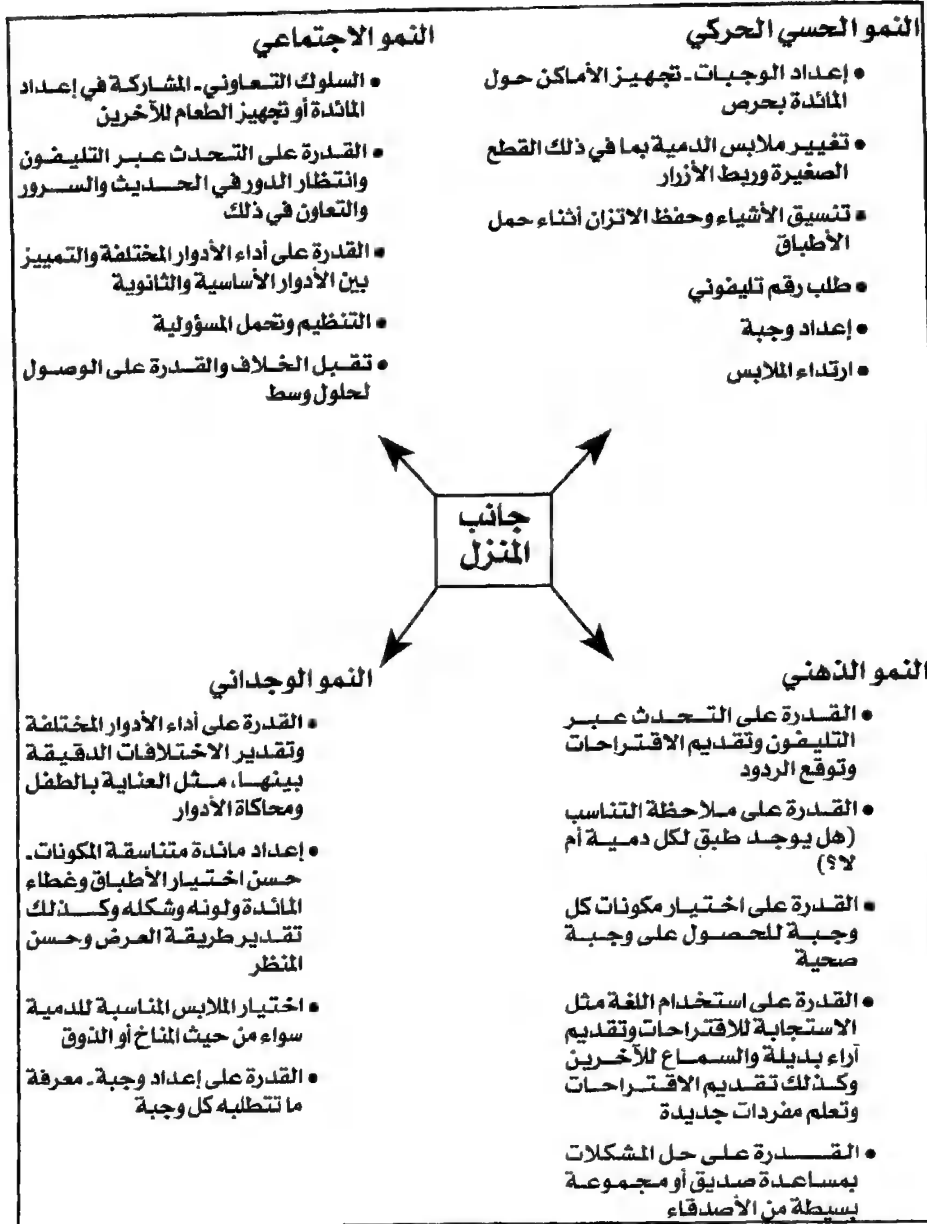 النمو الحسي الحركي
• إعداد الوجبات - تجهيز الأماكن حول
المائدة بحرص
• تغيير ملابس الدمية بما في ذلك القطع
الصغيرة وربط الأزرار
• تنسيق الأشياء وحفظ الاتزان أثناء حمل
الأطباق
• طلب رقم تليفوني
• إعداد وجبة
• ارتداء الملابس
النمو الاجتماعي
• السلوك التعاوني - المشاركة في إعداد
المائدة أو تجهيز الطعام للآخرين
• القدرة على التحدث عبر التليفون
وانتظار الدور في الحديث والسرور
والتعاون في ذلك
• القدرة على أداء الأدوار المختلفة والتمييز
بين الأدوار الأساسية والثانوية
• التنظيم وتحمل المسؤولية
• تقبل الخلاف والقدرة على الوصول
لحلول وسط
جانب
المنزل
النمو الذهني
• القدرة على التحدث عبر
التليفون وتقديم الاقتراحات
وتوقع الردود
• القدرة على ملاحظة التناسب
(هل يوجد طبق لكل دمية أم
لا؟)
• القدرة على اختيار مكونات كل
وجبة للحصول على وجبة
صحية
• القدرة على استخدام اللغة مثل
الاستجابة للاقتراحات وتقديم
آراء بديلة والسماع للآخرين
وكذلك تقديم الاقتراحات
وتعلم مفردات جديدة
• القدرة على حل المشكلات
بمساعدة صديق أو مجموعة
بسيطة من الأصدقاء
النمو الوجداني
• القدرة على أداء الأدوار المختلفة
وتقدير الاختلافات الدقيقة
بينها، مثل العناية بالطفل
ومحاكاة الأدوار
• إعداد مائدة متناسقة المكونات -
حسن اختيار الأطباق وغطاء
المائدة ولونه وشكله وكذلك
تقدير طريقة العرض وحسن
المنظر
• اختيار الملابس المناسبة للدمية
سواء من حيث المناخ أو الذوق
• القدرة على إعداد وجبة - معرفة
ما تتطلبه كل وجبة